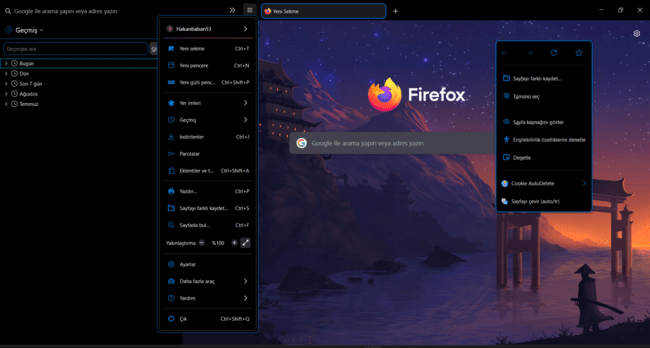 Google ile arama yapın veya adres yazın
Yeni Sekme
Geçmiş
Geçmişte ara
Bugün
Dün
Son 7 gün
Ağustos
Temmuz
Hakanbaban53
Yeni sekme Ctrl+T
Yeni pencere Ctrl+N
Yeni gizli penc... Ctrl+Shift+P
Yer imleri
Geçmiş
İndirilenler Ctrl+J
Parolalar
Eklentiler ve t... Ctrl+Shift+A
Yazdır... Ctrl+P
Sayfayı farklı kaydet... Ctrl+S
Sayfada bul... Ctrl+F
Yakınlaştırma %100
Ayarlar
Daha fazla araç
Yardım
Çık Ctrl+Shift+Q
Firefox
Google ile arama yapın veya adres yazın
Sayfayı farklı kaydet...
Tümünü seç
Sayfa kaynağını göster
Erişilebilirlik özelliklerini denetle
Denetle
Cookie AutoDelete
Sayfayı çevir (auto/tr)